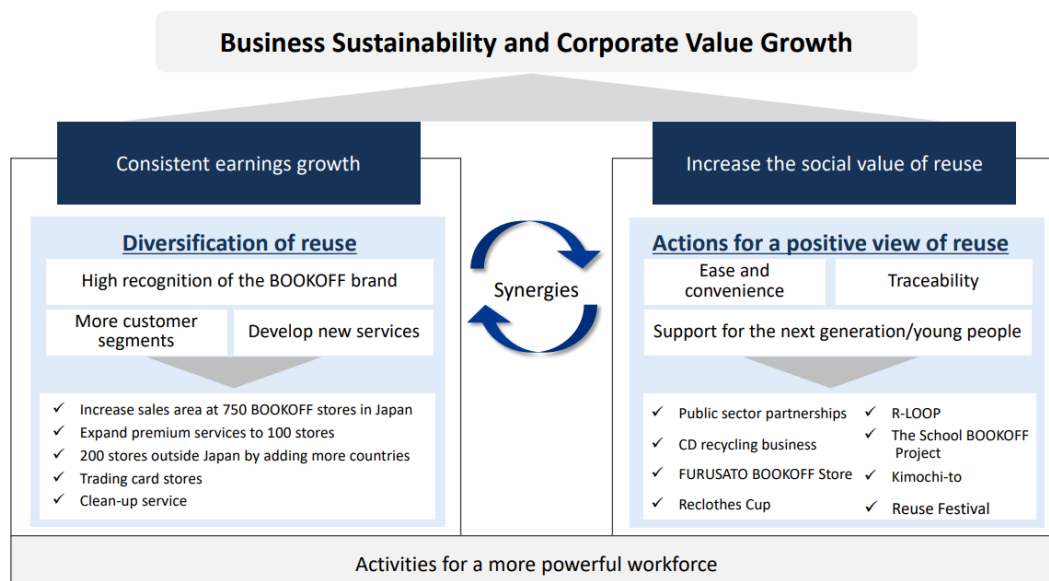 Business Sustainability and Corporate Value Growth
Consistent earnings growth
Diversification of reuse
High recognition of the BOOKOFF brand
More customer
segments
Develop new services
✓ Increase sales area at 750 BOOKOFF stores in Japan
✓ Expand premium services to 100 stores
✓ 200 stores outside Japan by adding more countries
✓ Trading card stores
✓ Clean-up service
Synergies
Increase the social value of reuse
Actions for a positive view of reuse
Ease and
convenience
Traceability
Support for the next generation/young people
✓ Public sector partnerships
✓ CD recycling business
✓ FURUSATO BOOKOFF Store
✓ Reclothes Cup
✓ R-LOOP
✓ The School BOOKOFF
Project
✓ Kimochi-to
✓ Reuse Festival
Activities for a more powerful workforce